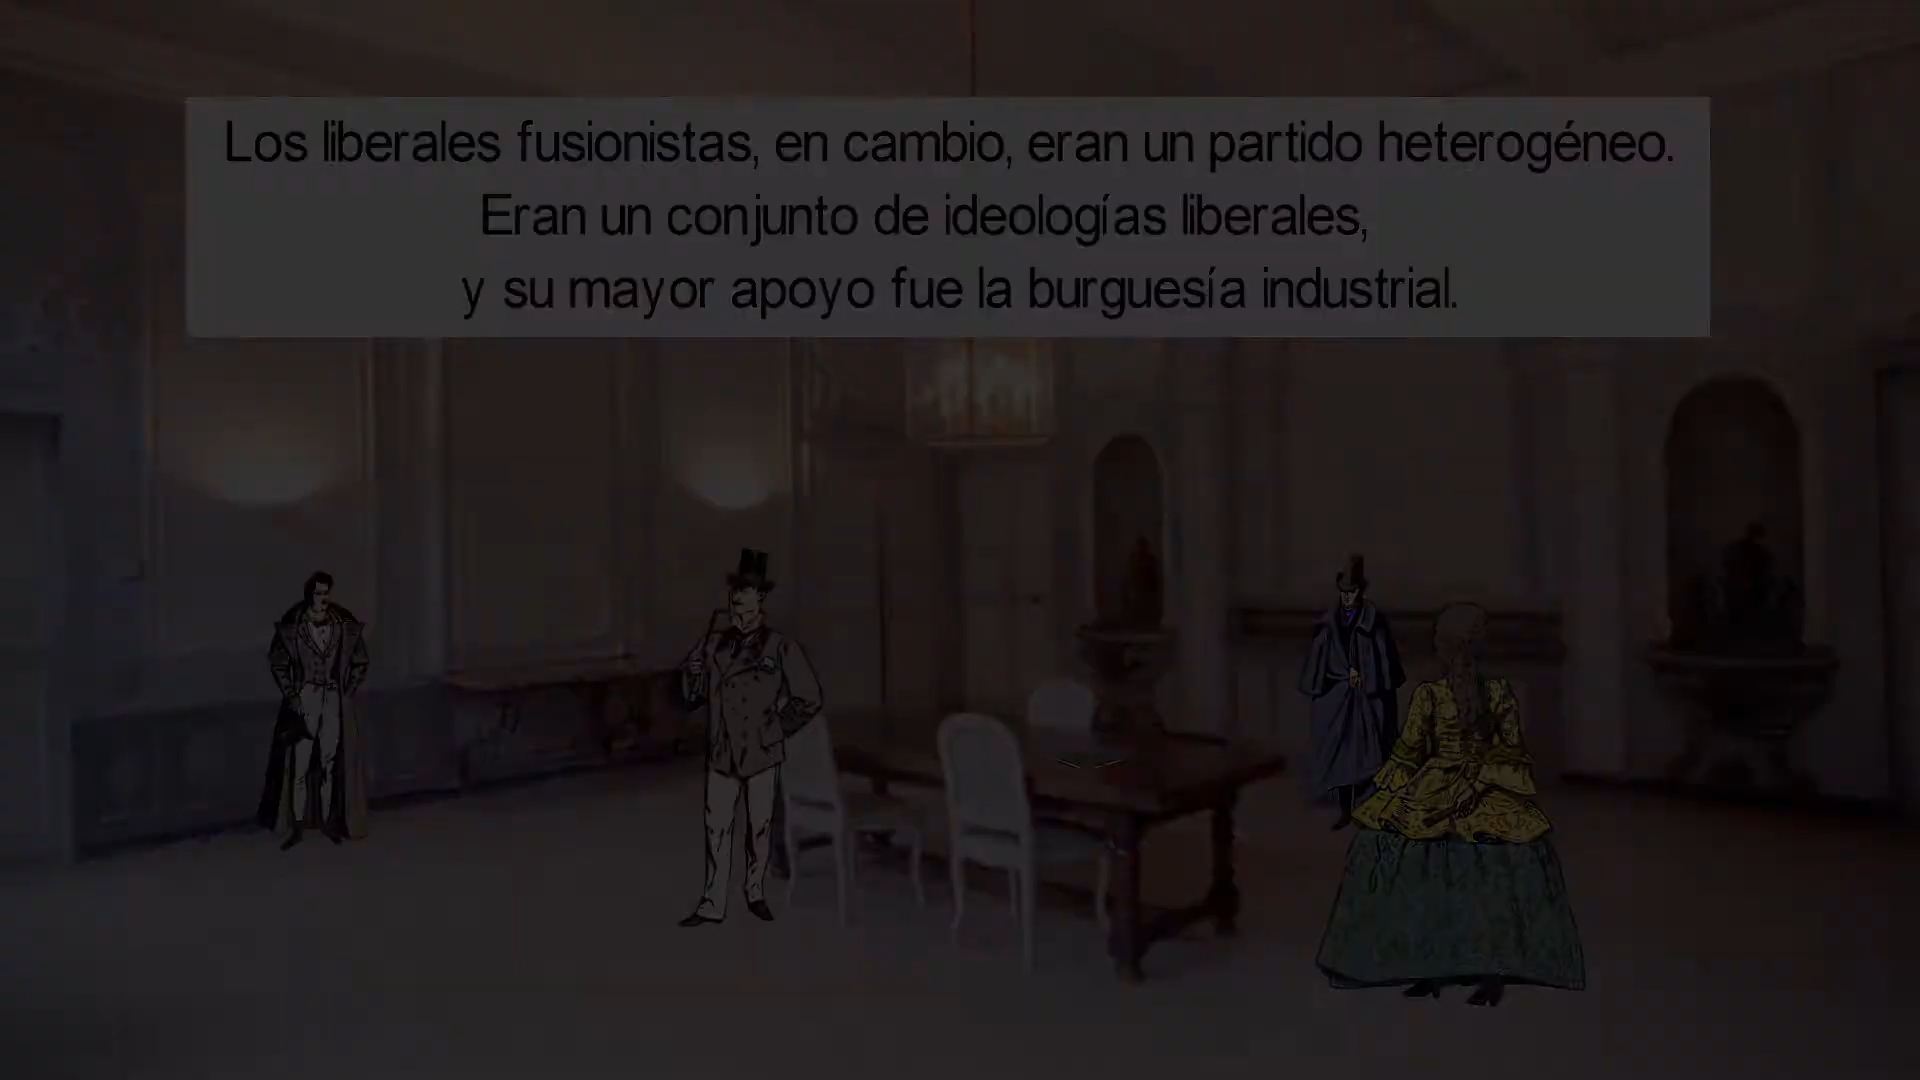 Los liberales fusionistas, en cambio, eran un partido heterogéneo.
Eran un conjunto de ideologías liberales,
y su mayor apoyo fue la burguesía industrial.